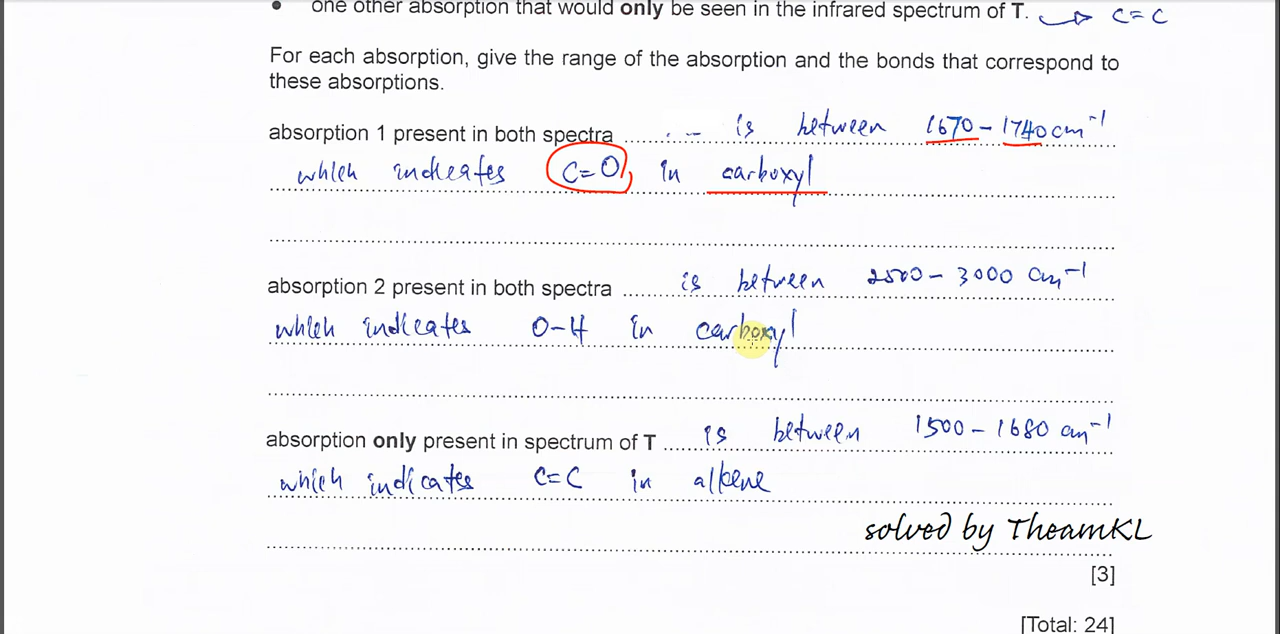 one other absorption that would only be seen in the infrared spectrum of T. → C=C
For each absorption, give the range of the absorption and the bonds that correspond to
these absorptions.
absorption 1 present in both spectra is between 1670 - 1740 cm⁻¹
which indicates C=O, in carboxyl
absorption 2 present in both spectra is between 2500 - 3000 cm⁻¹
which indicates O-H in carboxyl
absorption only present in spectrum of T is between 1500 - 1680 cm⁻¹
which indicates C=C in alkene
solved by TheamKL
[3]
[Total: 24]